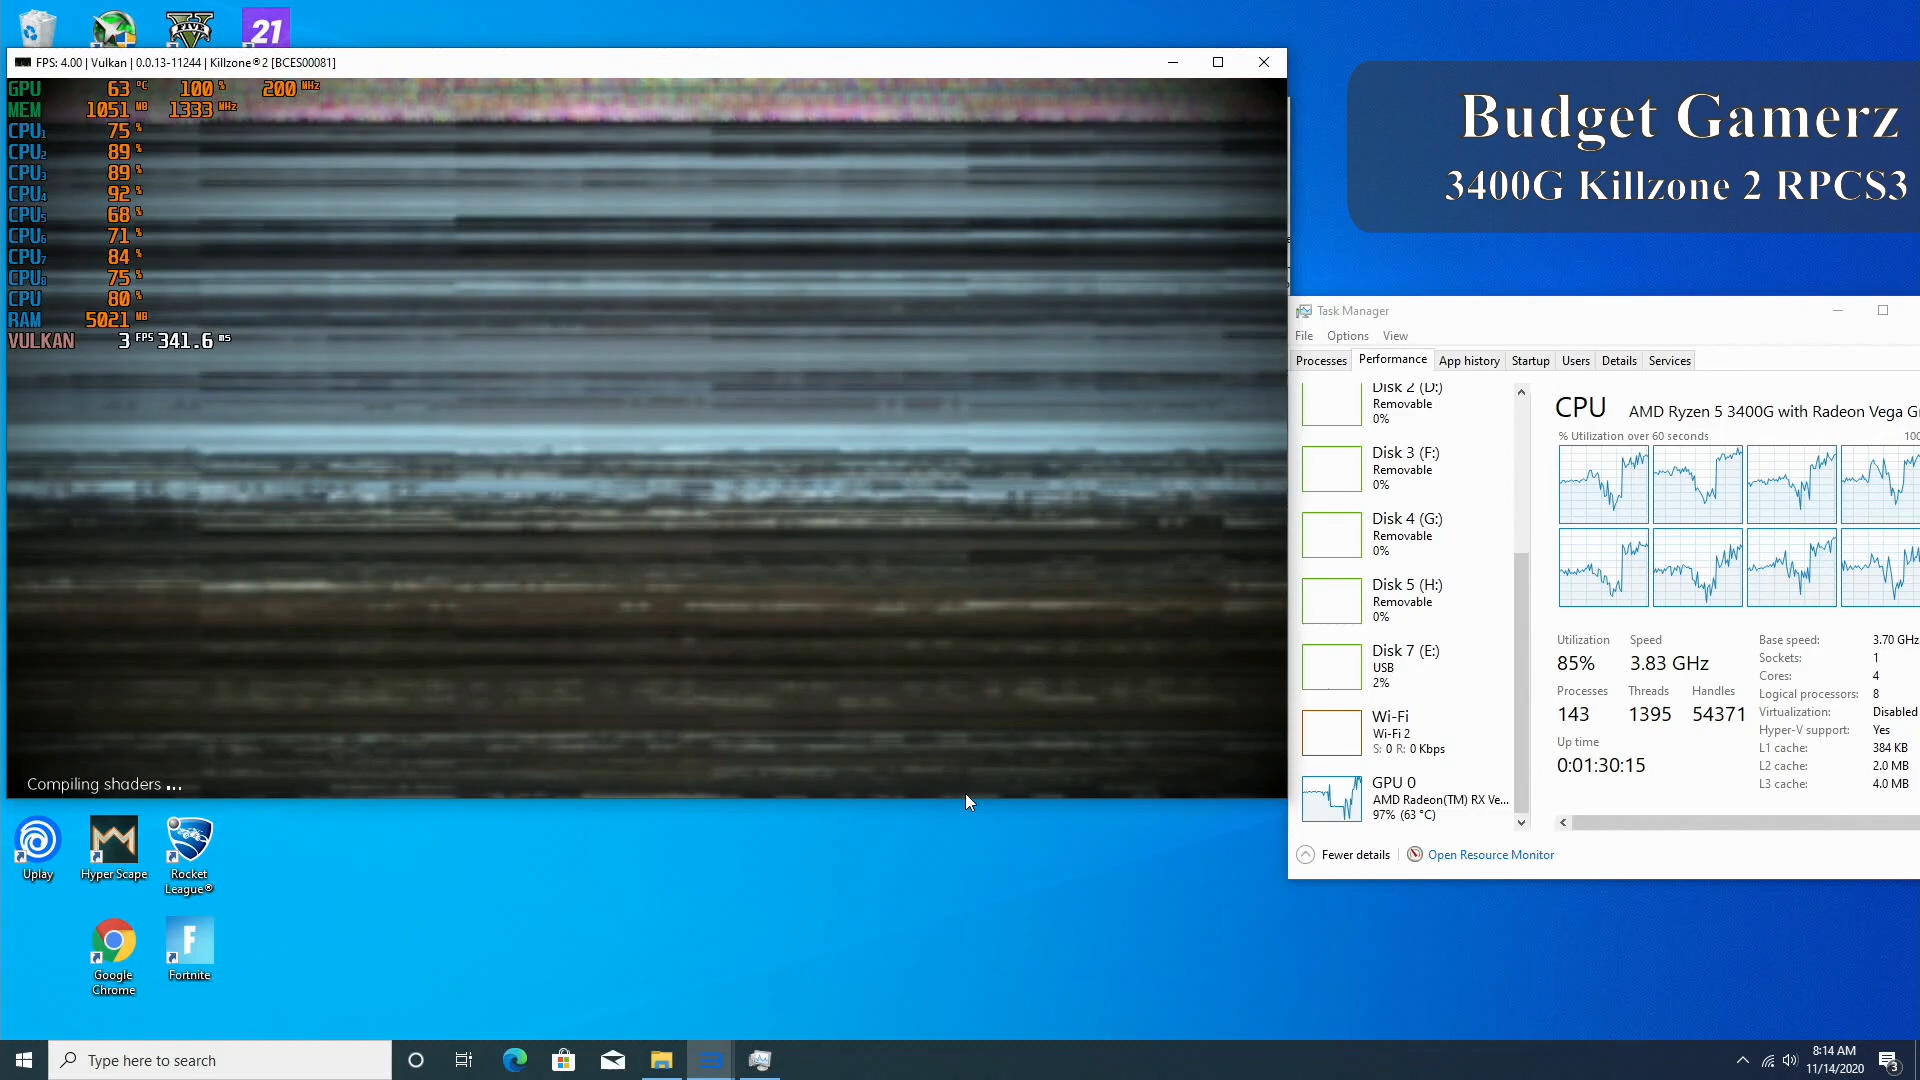 21
FIVE
FPS: 4.00 | Vulkan | 0.0.13-11244 | Killzone®2 [BCES00081]
GPU 63 °C 100 % 200 MHz
MEM 1051 MB 1333 MHz
CPU1 75 %
CPU2 89 %
CPU3 89 %
CPU4 92 %
CPU5 68 %
CPU6 71 %
CPU7 84 %
CPU8 75 %
CPU 80 %
RAM 5021 MB
VULKAN 3 FPS 341.6 ms
Compiling shaders ...
Budget Gamerz
3400G Killzone 2 RPCS3
Task Manager
File Options View
Processes Performance App history Startup Users Details Services
Disk 2 (D:)
Removable
0%
Disk 3 (F:)
Removable
0%
Disk 4 (G:)
Removable
0%
Disk 5 (H:)
Removable
0%
Disk 7 (E:)
USB
2%
Wi-Fi
Wi-Fi 2
S: 0 R: 0 Kbps
GPU 0
AMD Radeon(TM) RX Ve...
97% (63 °C)
CPU AMD Ryzen 5 3400G with Radeon Vega
% Utilization over 60 seconds 100
Utilization Speed
85% 3.83 GHz
Processes Threads Handles
143 1395 54371
Up time
0:01:30:15
Base speed: 3.70 GHz
Sockets: 1
Cores: 4
Logical processors: 8
Virtualization: Disabled
Hyper-V support: Yes
L1 cache: 384 KB
L2 cache: 2.0 MB
L3 cache: 4.0 MB
Fewer details Open Resource Monitor
Uplay
Hyper Scape
Rocket
League®
Google
Chrome
Fortnite
Type here to search
8:14 AM
11/14/2020
3